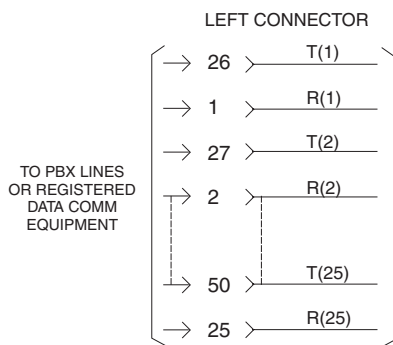 LEFT CONNECTOR
26 T(1)
1 R(1)
27 T(2)
2 R(2)
TO PBX LINES
OR REGISTERED
DATA COMM
EQUIPMENT
50 T(25)
25 R(25)